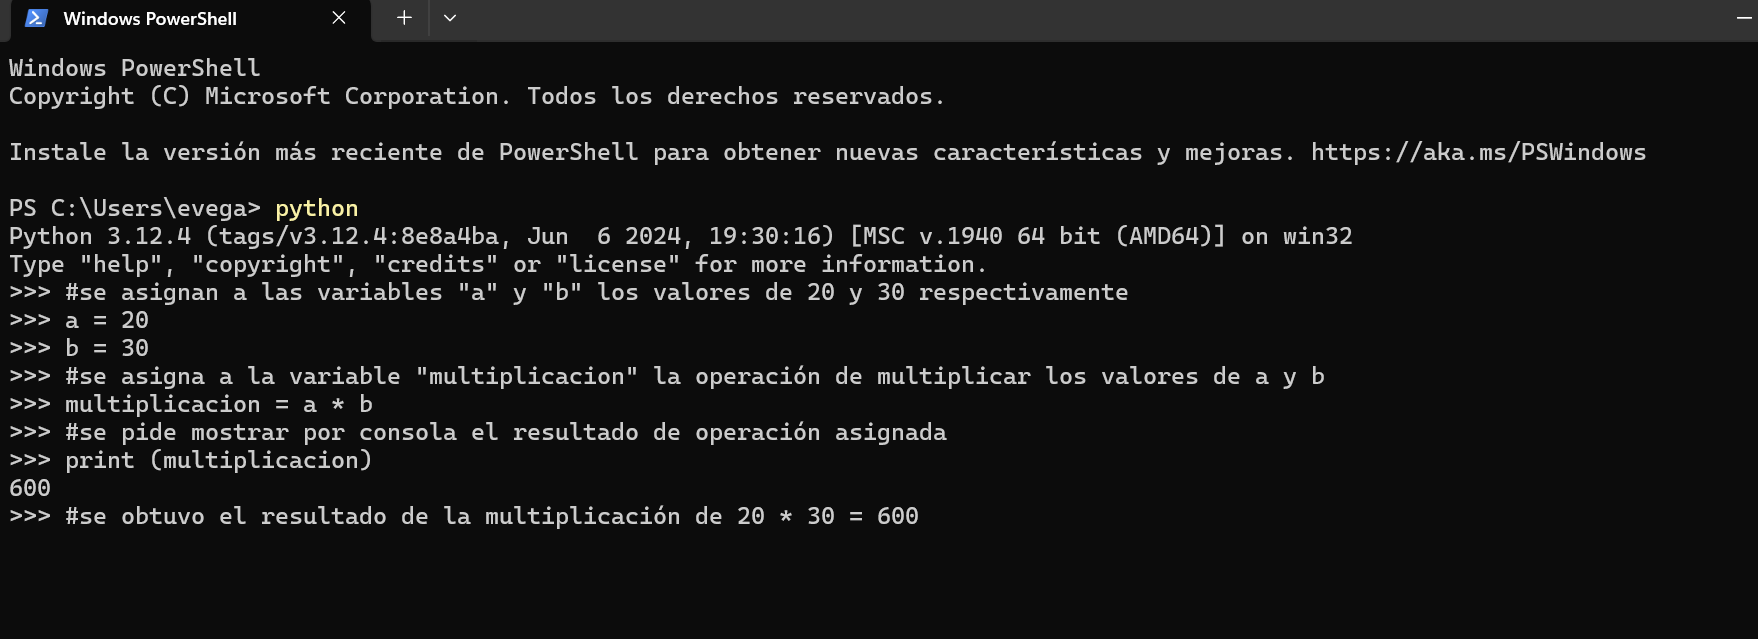 Windows PowerShell
Windows PowerShell
Copyright (C) Microsoft Corporation. Todos los derechos reservados.
Instale la versión más reciente de PowerShell para obtener nuevas características y mejoras. https://aka.ms/PSWindows
PS C:\Users\evega> python
Python 3.12.4 (tags/v3.12.4:8e8a4ba, Jun  6 2024, 19:30:16) [MSC v.1940 64 bit (AMD64)] on win32
Type "help", "copyright", "credits" or "license" for more information.
>>> #se asignan a las variables "a" y "b" los valores de 20 y 30 respectivamente
>>> a = 20
>>> b = 30
>>> #se asigna a la variable "multiplicacion" la operación de multiplicar los valores de a y b
>>> multiplicacion = a * b
>>> #se pide mostrar por consola el resultado de operación asignada
>>> print (multiplicacion)
600
>>> #se obtuvo el resultado de la multiplicación de 20 * 30 = 600